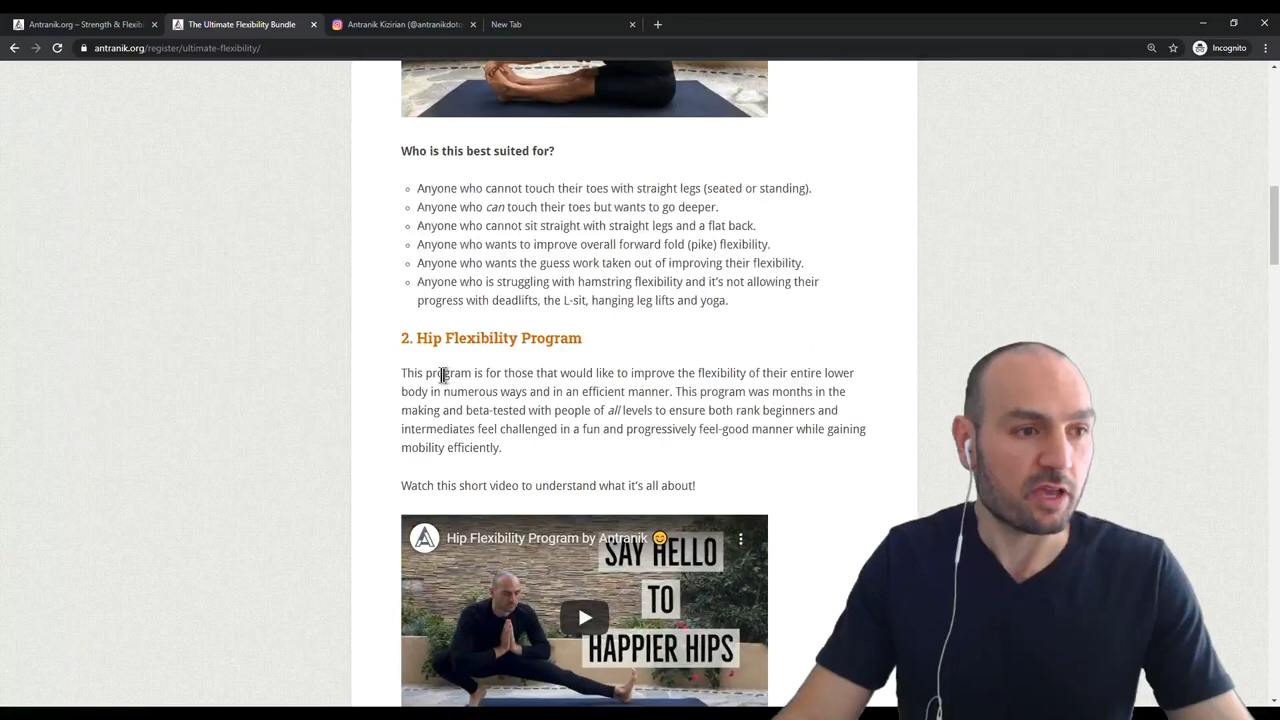 Antranik.org – Strength & Flexibi
The Ultimate Flexibility Bundle
Antranik Kizirian (@antranikdoto
New Tab
antranik.org/register/ultimate-flexibility/
Incognito
Who is this best suited for?
Anyone who cannot touch their toes with straight legs (seated or standing).
Anyone who can touch their toes but wants to go deeper.
Anyone who cannot sit straight with straight legs and a flat back.
Anyone who wants to improve overall forward fold (pike) flexibility.
Anyone who wants the guess work taken out of improving their flexibility.
Anyone who is struggling with hamstring flexibility and it's not allowing their
progress with deadlifts, the L-sit, hanging leg lifts and yoga.
2. Hip Flexibility Program
This program is for those that would like to improve the flexibility of their entire lower
body in numerous ways and in an efficient manner. This program was months in the
making and beta-tested with people of all levels to ensure both rank beginners and
intermediates feel challenged in a fun and progressively feel-good manner while gaining
mobility efficiently.
Watch this short video to understand what it's all about!
Hip Flexibility Program by Antranik
SAY HELLO
TO
HAPPIER HIPS